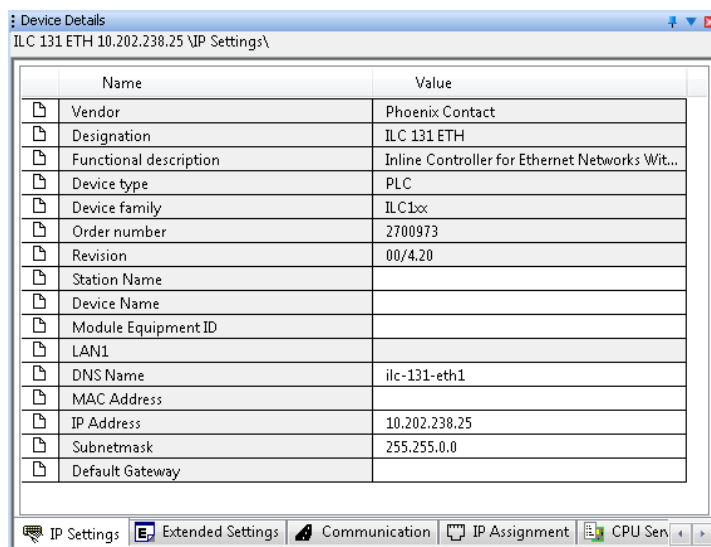 Device Details
ILC 131 ETH 10.202.238.25 \IP Settings\
Name Value
Vendor Phoenix Contact
Designation ILC 131 ETH
Functional description Inline Controller for Ethernet Networks Wit...
Device type PLC
Device family ILC1xx
Order number 2700973
Revision 00/4.20
Station Name
Device Name
Module Equipment ID
LAN1
DNS Name ilc-131-eth1
MAC Address
IP Address 10.202.238.25
Subnetmask 255.255.0.0
Default Gateway
IP Settings Extended Settings Communication IP Assignment CPU Ser